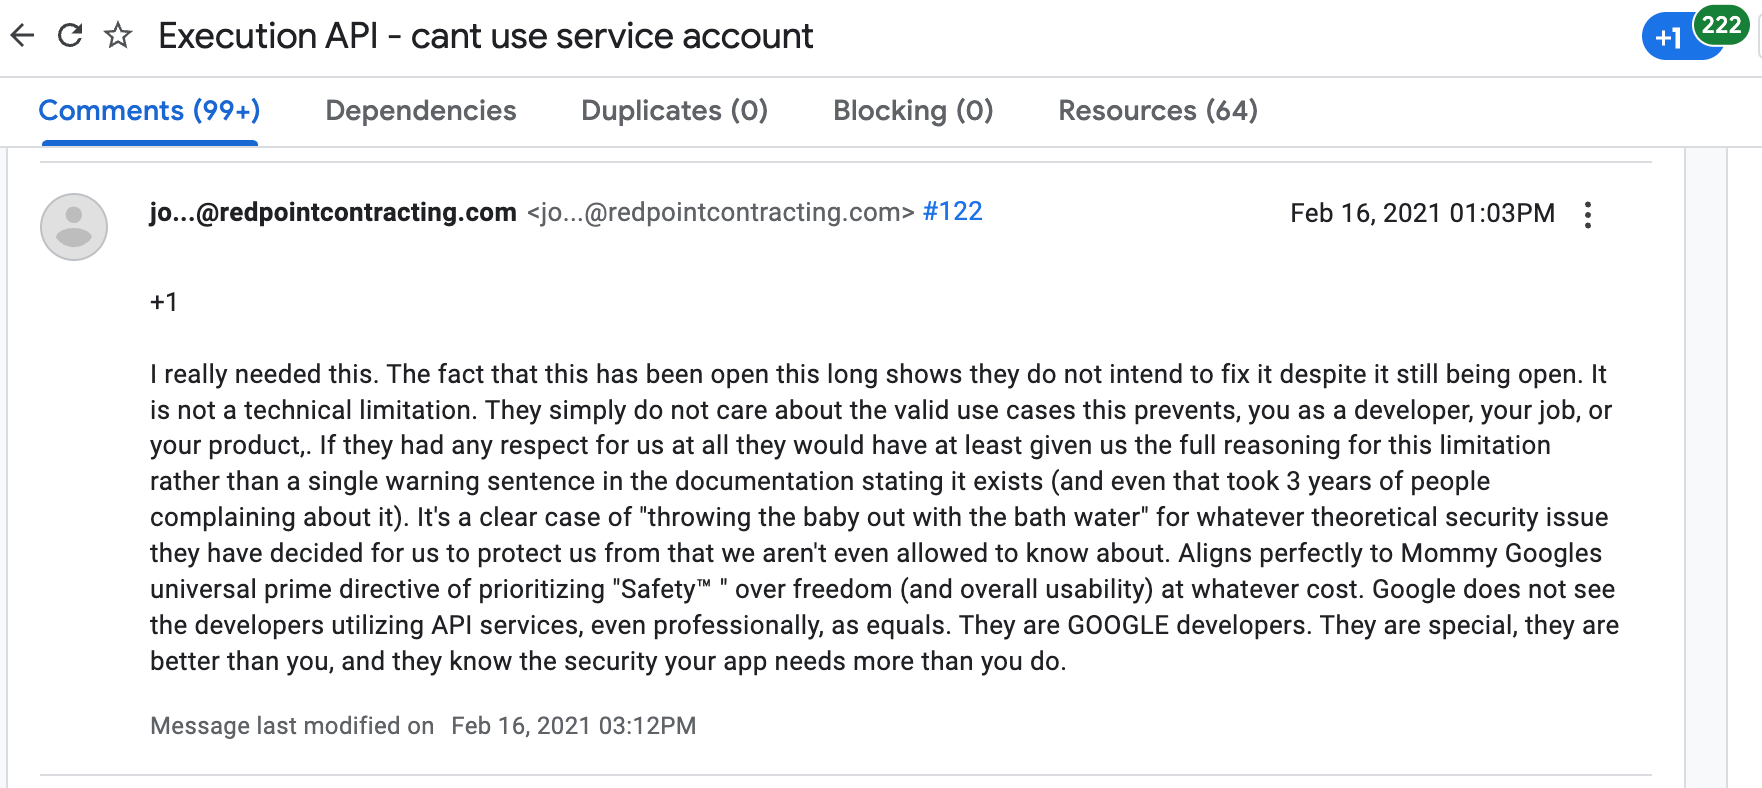 Execution API - cant use service account
+1
222
Comments (99+)
Dependencies
Duplicates (0)
Blocking (0)
Resources (64)
jo...@redpointcontracting.com <jo...@redpointcontracting.com> #122
Feb 16, 2021 01:03PM
+1
I really needed this. The fact that this has been open this long shows they do not intend to fix it despite it still being open. It
is not a technical limitation. They simply do not care about the valid use cases this prevents, you as a developer, your job, or
your product,. If they had any respect for us at all they would have at least given us the full reasoning for this limitation
rather than a single warning sentence in the documentation stating it exists (and even that took 3 years of people
complaining about it). It's a clear case of "throwing the baby out with the bath water" for whatever theoretical security issue
they have decided for us to protect us from that we aren't even allowed to know about. Aligns perfectly to Mommy Googles
universal prime directive of prioritizing "Safety™ " over freedom (and overall usability) at whatever cost. Google does not see
the developers utilizing API services, even professionally, as equals. They are GOOGLE developers. They are special, they are
better than you, and they know the security your app needs more than you do.
Message last modified on Feb 16, 2021 03:12PM